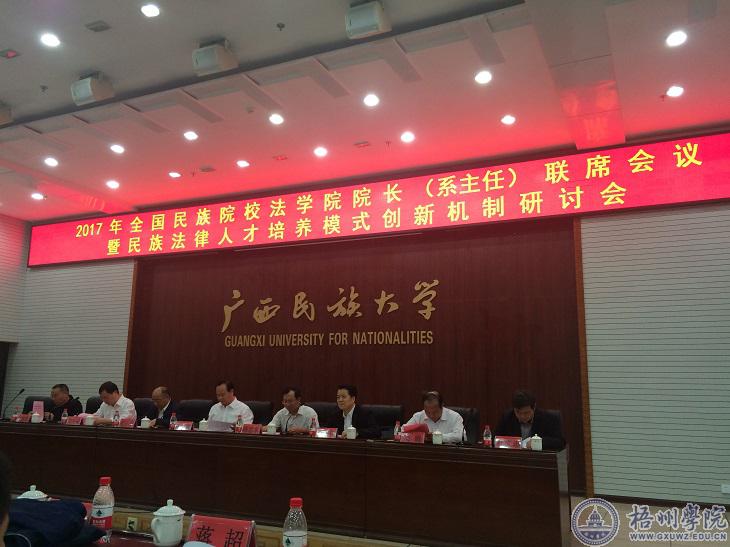 2017年全国民族院校法学院院长（系主任）联席会议
暨民族法律人才培养模式创新机制研讨会
广西民族大学
GUANGXI UNIVERSITY FOR NATIONALITIES
蒋超
梧州学院
WWW.GXUWZ.EDU.CN